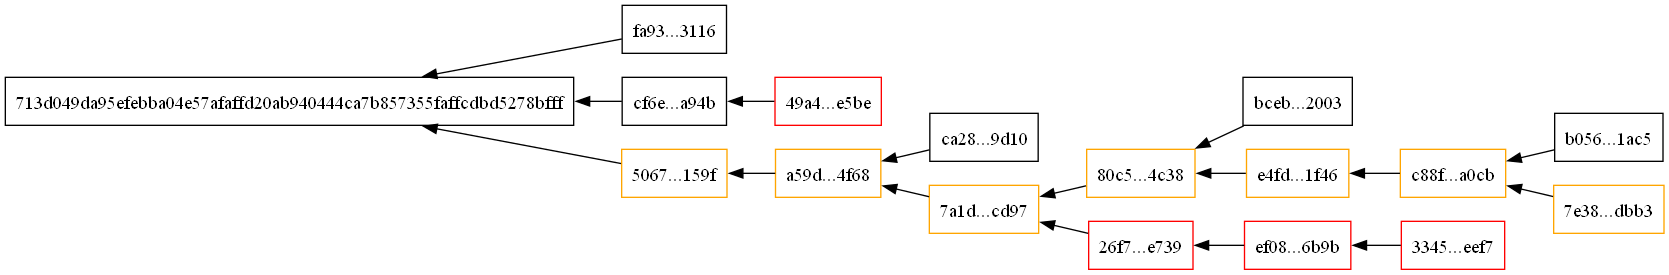 fa93...3116
713d049da95efebba04e57afaffd20ab940444ca7b857355faffcdbd5278bfff
cf6e...a94b
49a4...e5be
bceb...2003
ca28...9d10
b056...1ac5
5067...159f
a59d...4f68
80c5...4c38
e4fd...1f46
c88f...a0cb
7a1d...cd97
7e38...dbb3
26f7...e739
ef08...6b9b
3345...eef7